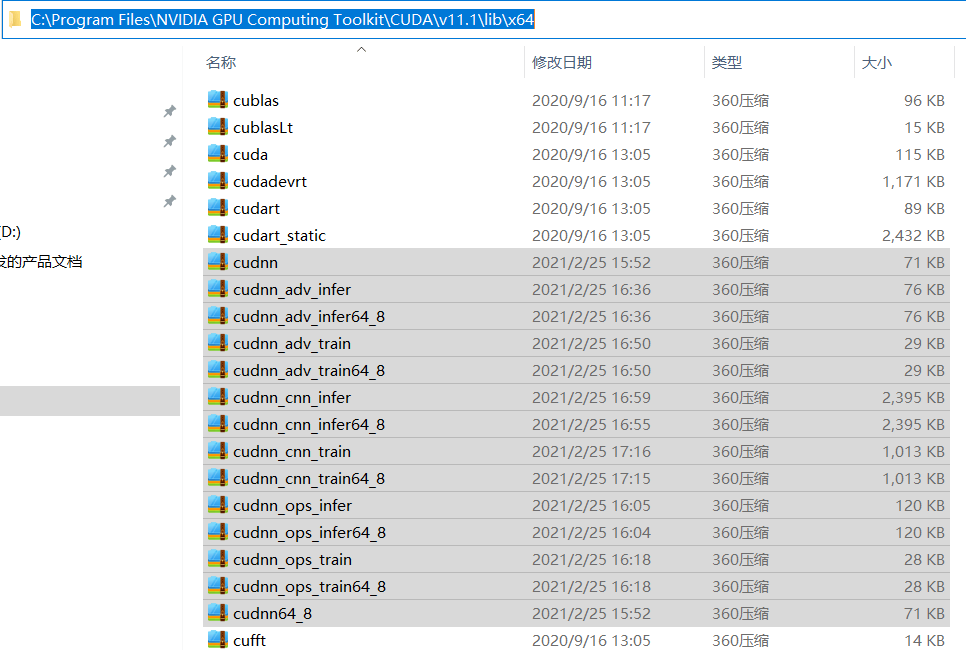 C:\Program Files\NVIDIA GPU Computing Toolkit\CUDA\v11.1\lib\x64
名称 修改日期 类型 大小
cublas 2020/9/16 11:17 360压缩 96 KB
cublasLt 2020/9/16 11:17 360压缩 15 KB
cuda 2020/9/16 13:05 360压缩 115 KB
cudadevrt 2020/9/16 13:05 360压缩 1,171 KB
cudart 2020/9/16 13:05 360压缩 89 KB
D:) cudart_static 2020/9/16 13:05 360压缩 2,432 KB
发的产品文档 cudnn 2021/2/25 15:52 360压缩 71 KB
cudnn_adv_infer 2021/2/25 16:36 360压缩 76 KB
cudnn_adv_infer64_8 2021/2/25 16:36 360压缩 76 KB
cudnn_adv_train 2021/2/25 16:50 360压缩 29 KB
cudnn_adv_train64_8 2021/2/25 16:50 360压缩 29 KB
cudnn_cnn_infer 2021/2/25 16:59 360压缩 2,395 KB
cudnn_cnn_infer64_8 2021/2/25 16:55 360压缩 2,395 KB
cudnn_cnn_train 2021/2/25 17:16 360压缩 1,013 KB
cudnn_cnn_train64_8 2021/2/25 17:15 360压缩 1,013 KB
cudnn_ops_infer 2021/2/25 16:05 360压缩 120 KB
cudnn_ops_infer64_8 2021/2/25 16:04 360压缩 120 KB
cudnn_ops_train 2021/2/25 16:18 360压缩 28 KB
cudnn_ops_train64_8 2021/2/25 16:18 360压缩 28 KB
cudnn64_8 2021/2/25 15:52 360压缩 71 KB
cufft 2020/9/16 13:05 360压缩 14 KB